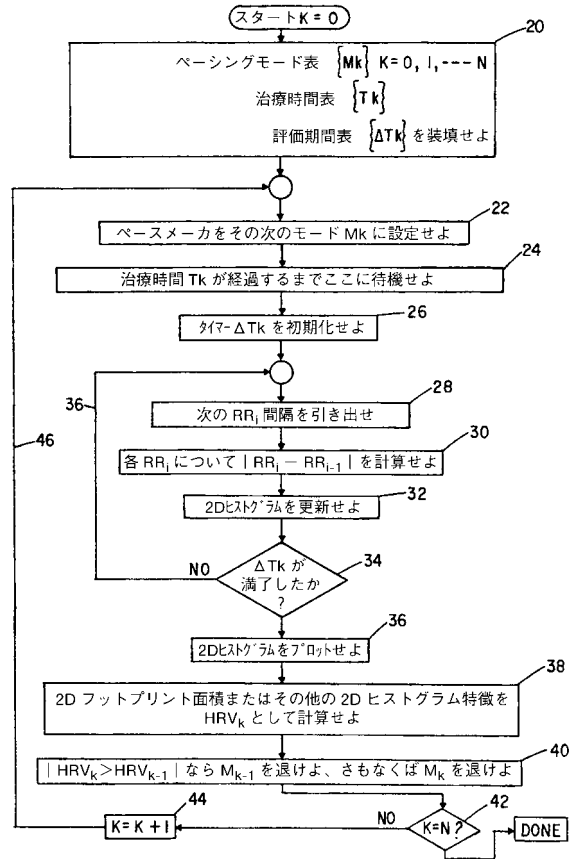 スタートK=0
20
ペーシングモード表 {Mk} K=0, 1, --- N
治療時間表 {Tk}
評価期間表 {ΔTk} を装填せよ
22
ペースメーカをその次のモード Mk に設定せよ
24
治療時間 Tk が経過するまでここに待機せよ
26
タイマーΔTk を初期化せよ
36
46
28
次の RRi 間隔を引き出せ
30
各 RRi について | RRi − RRi-1 | を計算せよ
32
2Dヒストグラムを更新せよ
NO
34
ΔTk が
満了したか
?
36
2Dヒストグラムをプロットせよ
38
2D フットプリント面積またはその他の 2D ヒストグラム特徴を
HRVk として計算せよ
40
| HRVk>HRVk-1 | なら Mk-1 を退けよ、さもなくば Mk を退けよ
44
K=K+1
NO
42
K=N?
DONE